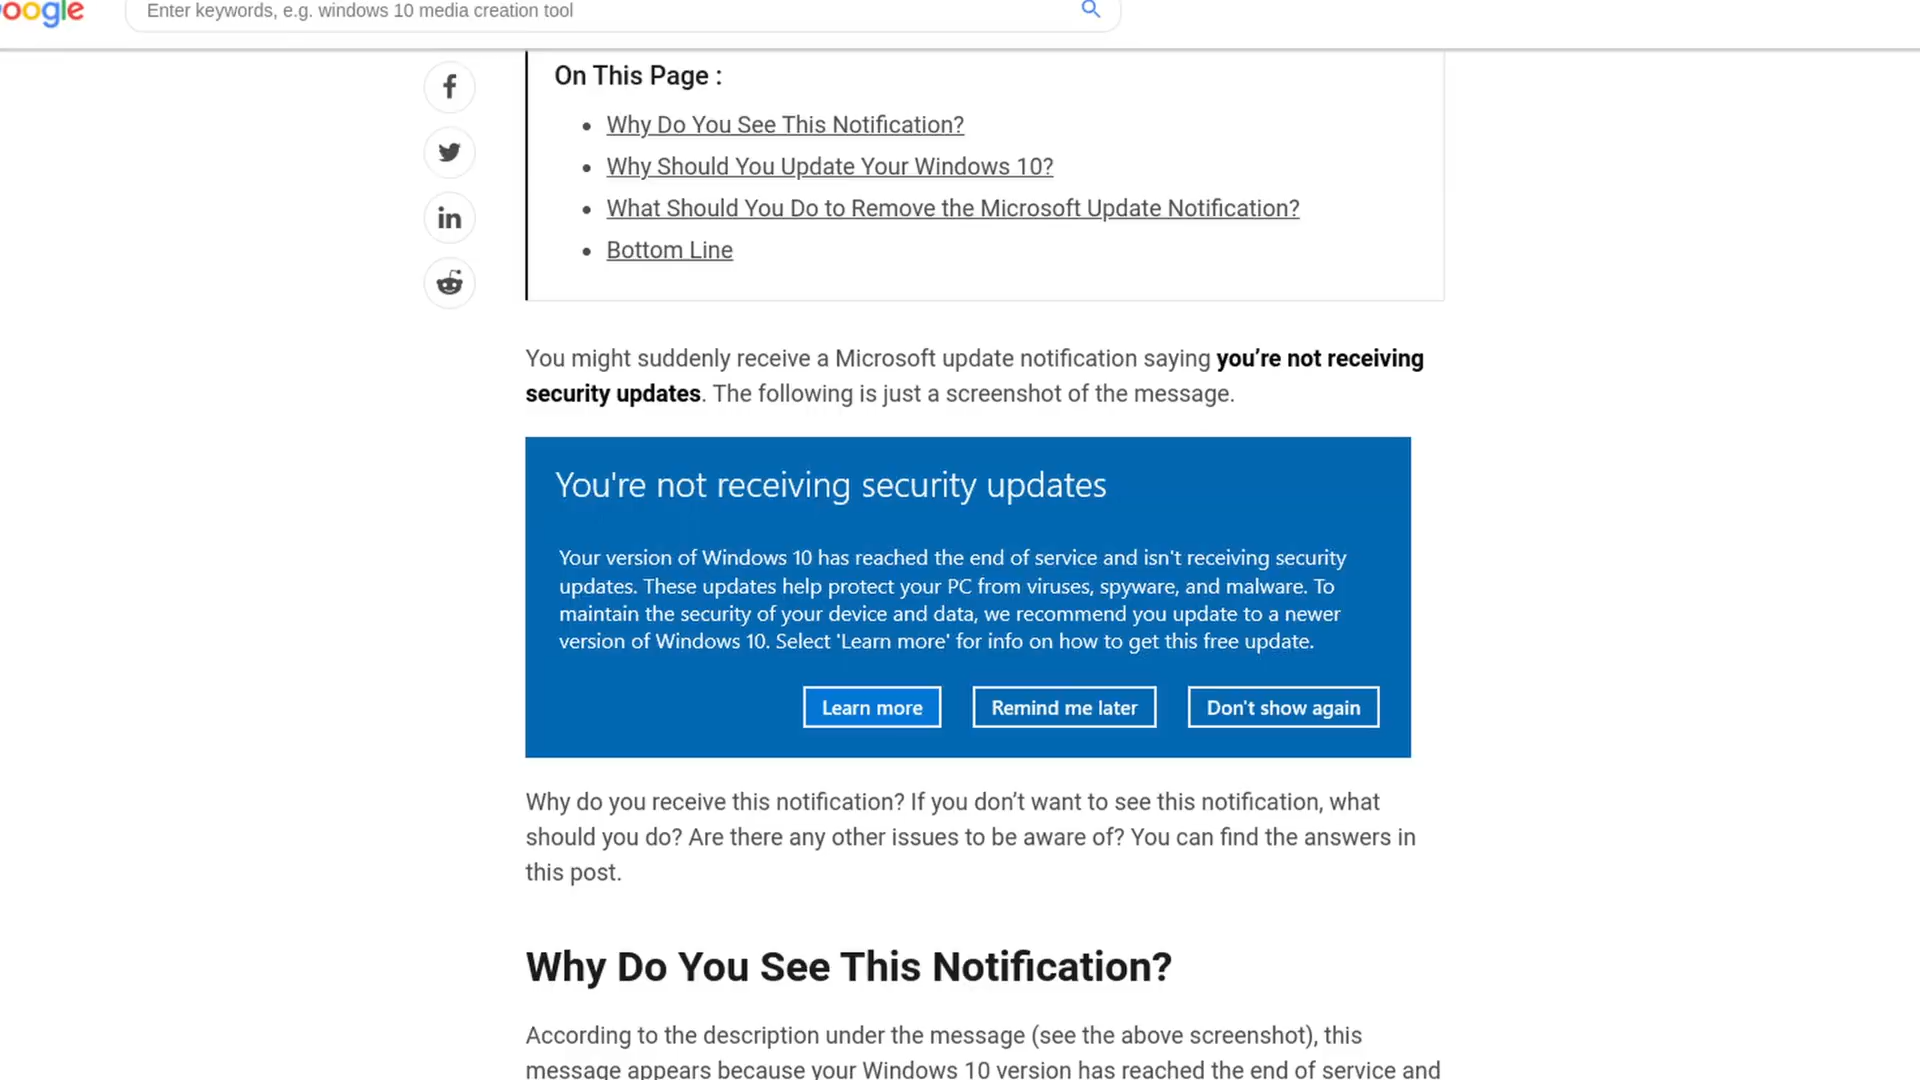 oogle
Enter keywords, e.g. windows 10 media creation tool
On This Page :
Why Do You See This Notification?
Why Should You Update Your Windows 10?
What Should You Do to Remove the Microsoft Update Notification?
Bottom Line
You might suddenly receive a Microsoft update notification saying you’re not receiving
security updates. The following is just a screenshot of the message.
You're not receiving security updates
Your version of Windows 10 has reached the end of service and isn't receiving security
updates. These updates help protect your PC from viruses, spyware, and malware. To
maintain the security of your device and data, we recommend you update to a newer
version of Windows 10. Select 'Learn more' for info on how to get this free update.
Learn more Remind me later Don't show again
Why do you receive this notification? If you don’t want to see this notification, what
should you do? Are there any other issues to be aware of? You can find the answers in
this post.
Why Do You See This Notification?
According to the description under the message (see the above screenshot), this
message appears because your Windows 10 version has reached the end of service and